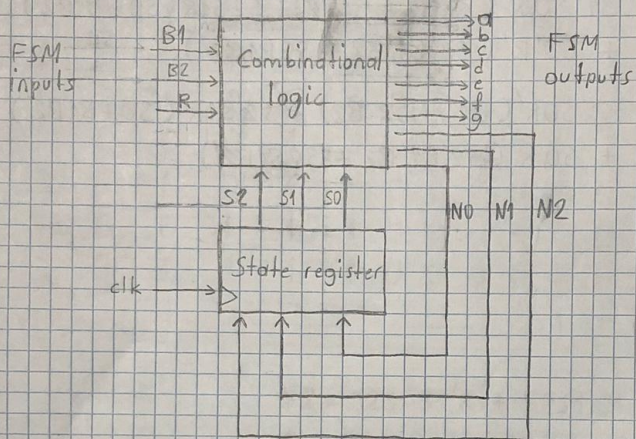 FSM
inputs
B1
B2
R
Combinational
logic
a
b
c
d
e
f
g
FSM
outputs
S2 S1 S0
N0 N1 N2
State register
clk